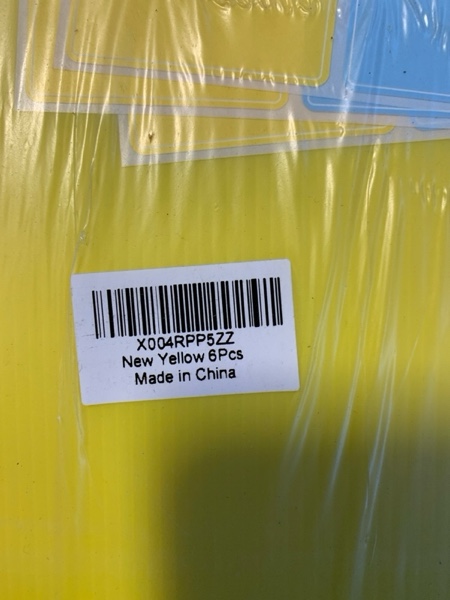 X004RPP5ZZ
New Yellow 6Pcs
Made in China